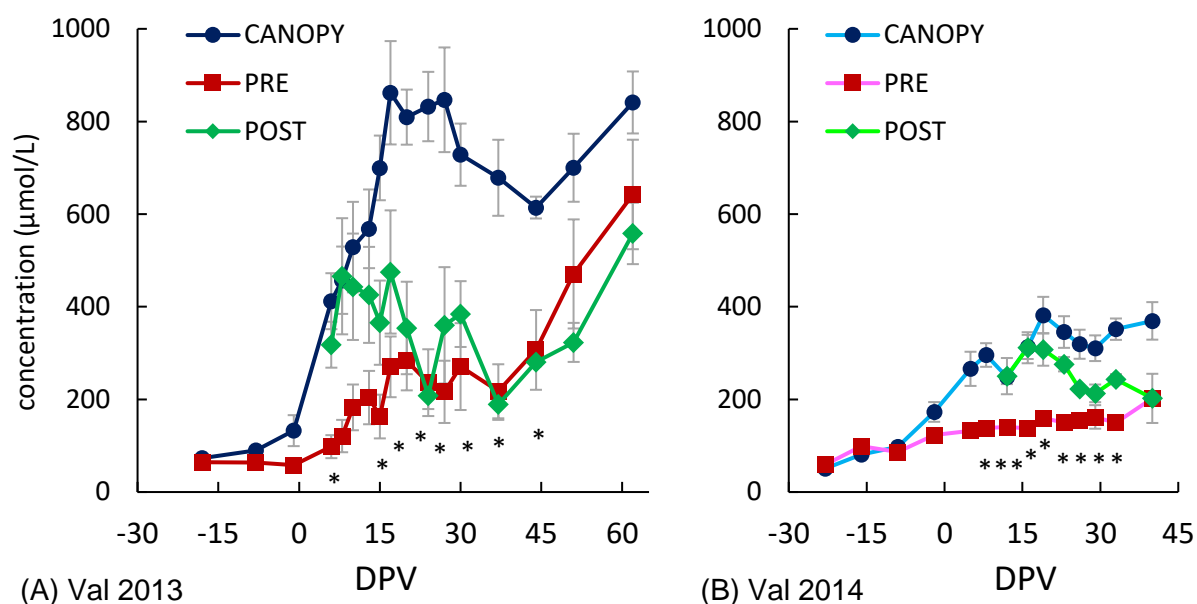 concentration (µmol/L)
1000
800
600
400
200
0
CANOPY
PRE
POST
* * * * * * * *
-30 -15 0 15 30 45 60
DPV
(A) Val 2013
1000
800
600
400
200
0
CANOPY
PRE
POST
* * * * * * * * *
-30 -15 0 15 30 45
DPV
(B) Val 2014